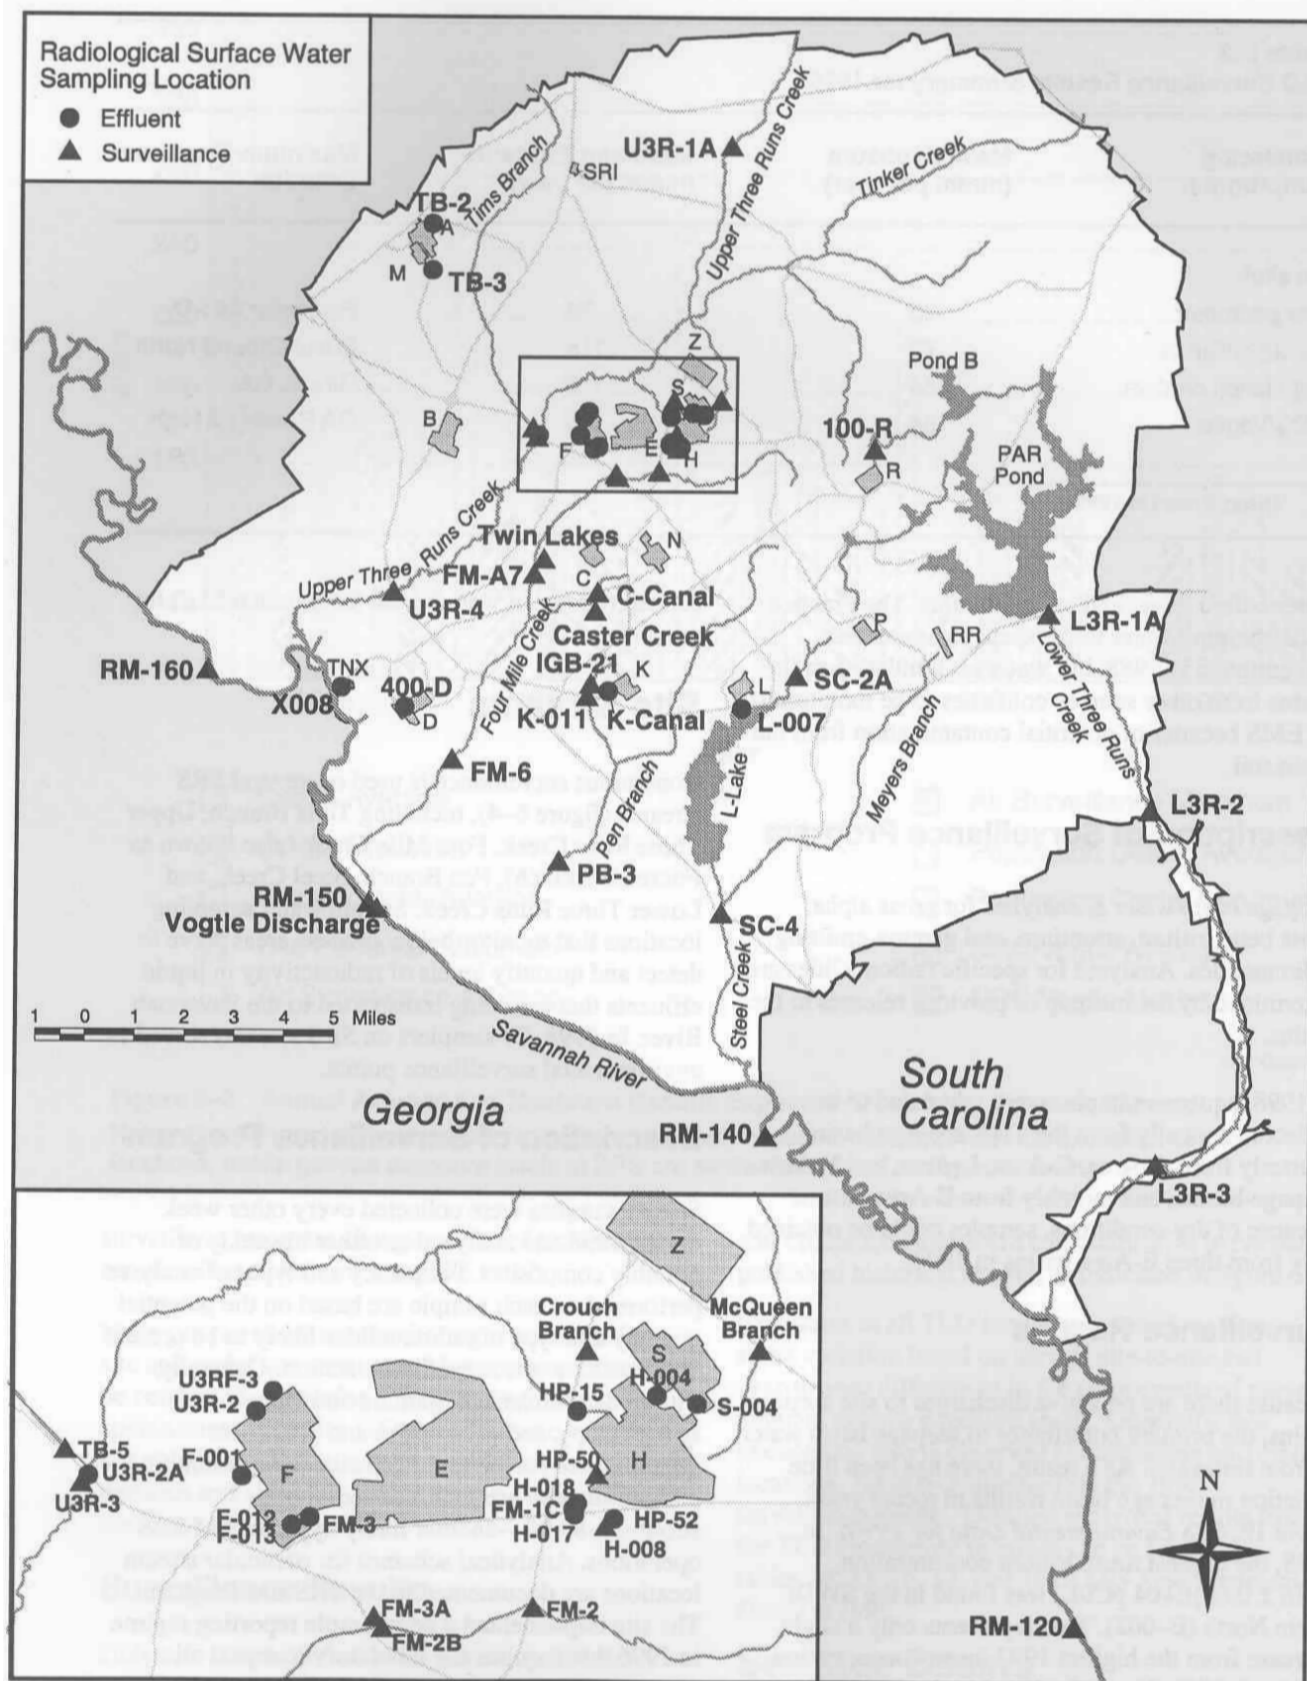 Radiological Surface Water
Sampling Location
Effluent
Surveillance
U3R-1A
Upper Three Runs Creek
Tinker Creek
SRI
Tims Branch
TB-2
A
M
TB-3
Z
S
Pond B
B
F
E
H
100-R
R
PAR
Pond
Upper Three Runs Creek
Twin Lakes
N
FM-A7
C
C-Canal
U3R-4
Caster Creek
P
RR
L3R-1A
Lower Three Runs
Creek
RM-160
TNX
X008
400-D
D
Four Mile Creek
IGB-21
K
K-011
K-Canal
L
L-007
SC-2A
Meyers Branch
FM-6
L-Lake
L3R-2
Pen Branch
PB-3
RM-150
Vogtle Discharge
SC-4
Steel Creek
1 0 1 2 3 4 5 Miles
Savannah River
Georgia
South
Carolina
RM-140
L3R-3
Z
Crouch
Branch
McQueen
Branch
S
H-004
U3RF-3
U3R-2
HP-15
S-004
TB-5
U3R-2A
U3R-3
F-001
F
E
HP-50
H
H-018
FM-1C
H-017
HP-52
H-008
F-012
F-013
FM-3
FM-3A
FM-2
FM-2B
N
RM-120